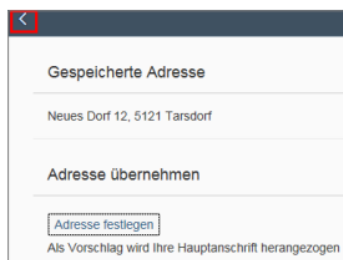 Gespeicherte Adresse
Neues Dorf 12, 5121 Tarsdorf
Adresse übernehmen
Adresse festlegen
Als Vorschlag wird Ihre Hauptanschrift herangezogen